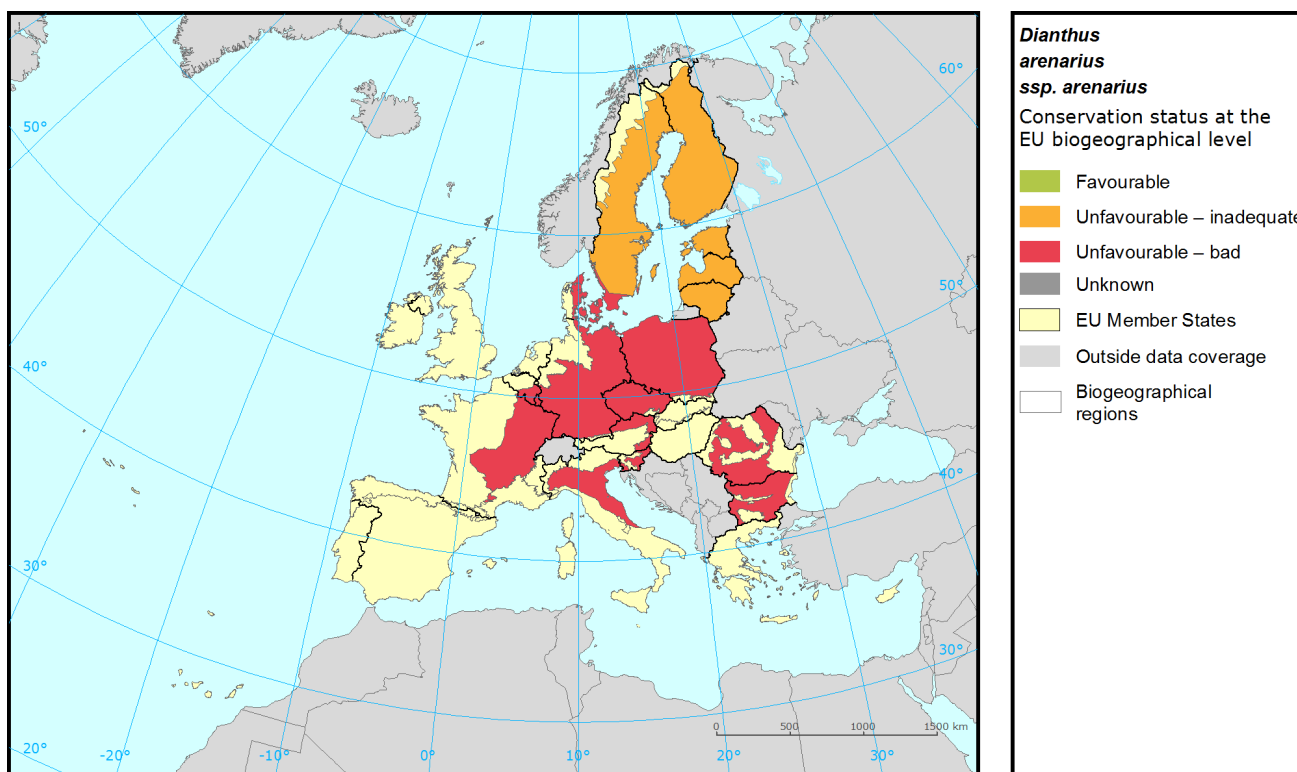 Dianthus
arenarius
ssp. arenarius
Conservation status at the
EU biogeographical level
Favourable
Unfavourable – inadequate
Unfavourable – bad
Unknown
EU Member States
Outside data coverage
Biogeographical
regions
60°
50°
50°
40°
40°
30°
30°
20°
-20°
-10°
0°
10°
20°
30°
0 500 1000 1500 km